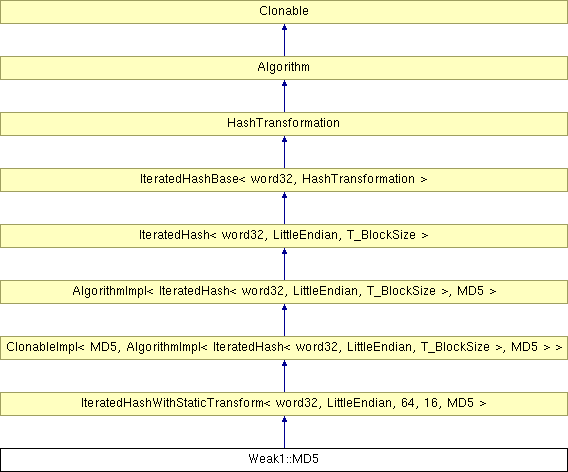 Clonable
Algorithm
HashTransformation
IteratedHashBase< word32, HashTransformation >
IteratedHash< word32, LittleEndian, T_BlockSize >
AlgorithmImpl< IteratedHash< word32, LittleEndian, T_BlockSize >, MD5 >
ClonableImpl< MD5, AlgorithmImpl< IteratedHash< word32, LittleEndian, T_BlockSize >, MD5 > >
IteratedHashWithStaticTransform< word32, LittleEndian, 64, 16, MD5 >
Weak1::MD5